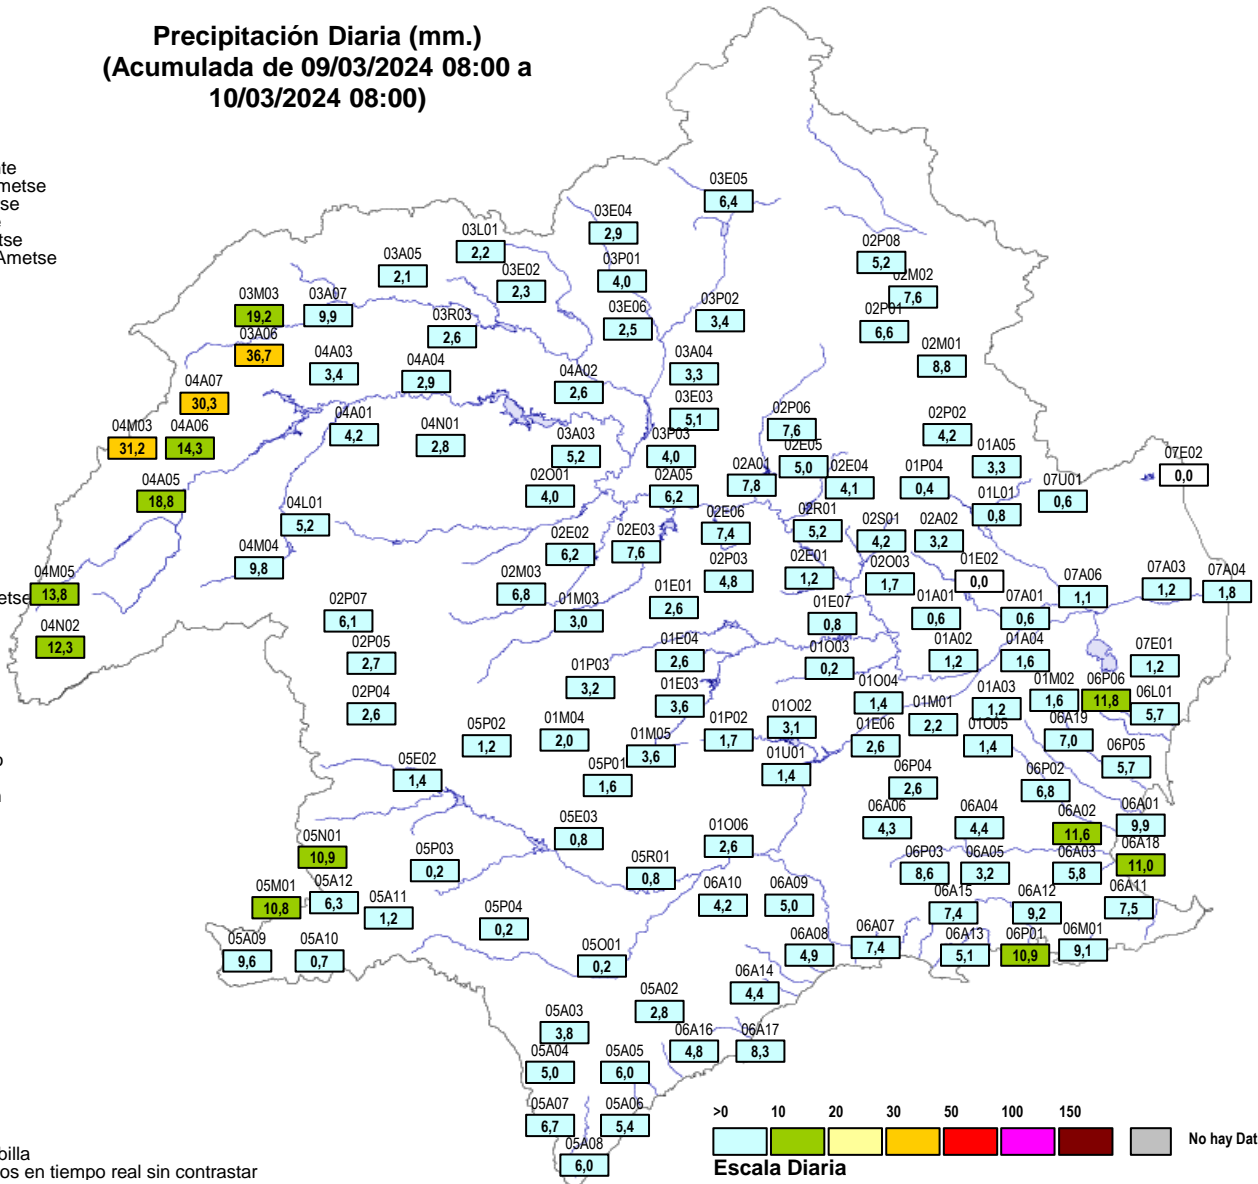 Precipitación Diaria (mm.)
(Acumulada de 09/03/2024 08:00 a
10/03/2024 08:00)
nte
metse
tse
e
tse
Ametse
03E05
6,4
03E04
2,9
03L01
2,2
03A05
2,1
03P01
4,0
03E02
2,3
02P08
5,2
02M02
7,6
03M03
19,2
03A07
9,9
03R03
2,6
03E06
2,5
03P02
3,4
02P01
6,6
03A06
36,7
04A03
3,4
04A04
2,9
04A02
2,6
03A04
3,3
02M01
8,8
04A07
30,3
04A01
4,2
04N01
2,8
03E03
5,1
02P06
7,6
02P02
4,2
04M03
31,2
04A06
14,3
03A03
5,2
03P03
4,0
02E05
5,0
01A05
3,3
07E02
0,0
04A05
18,8
02O01
4,0
02A05
6,2
02A01
7,8
02E04
4,1
01P04
0,4
01L01
0,8
07U01
0,6
04L01
5,2
02E06
7,4
02R01
5,2
02S01
4,2
02A02
3,2
04M04
9,8
02E02
6,2
02E03
7,6
02P03
4,8
02E01
1,2
02O03
1,7
01E02
0,0
04M05
13,8
etse
02M03
6,8
01M03
3,0
01E01
2,6
01E07
0,8
01A01
0,6
07A01
0,6
07A06
1,1
07A03
1,2
07A04
1,8
04N02
12,3
02P07
6,1
02P05
2,7
01E04
2,6
01O03
0,2
01A02
1,2
01A04
1,6
07E01
1,2
02P04
2,6
01P03
3,2
01E03
3,6
01O04
1,4
01M01
2,2
01A03
1,2
01M02
1,6
06P06
11,8
06L01
5,7
05P02
1,2
01M04
2,0
01M05
3,6
01P02
1,7
01O02
3,1
01E06
2,6
01O05
1,4
06A19
7,0
06P05
5,7
o
05E02
1,4
05P01
1,6
01U01
1,4
06P04
2,6
06P02
6,8
05E03
0,8
01O06
2,6
06A06
4,3
06A04
4,4
06A02
11,6
06A01
9,9
05N01
10,9
05P03
0,2
05R01
0,8
06P03
8,6
06A05
3,2
06A03
5,8
06A18
11,0
05M01
10,8
05A12
6,3
05A11
1,2
05P04
0,2
06A10
4,2
06A09
5,0
06A15
7,4
06A12
9,2
06A11
7,5
05A09
9,6
05A10
0,7
05O01
0,2
06A08
4,9
06A07
7,4
06A13
5,1
06P01
10,9
06M01
9,1
05A02
2,8
06A14
4,4
05A03
3,8
06A16
4,8
06A17
8,3
05A04
5,0
05A05
6,0
05A07
6,7
05A06
5,4
05A08
6,0
>0 10 20 30 50 100 150
No hay Dat
Escala Diaria
billa
os en tiempo real sin contrastar